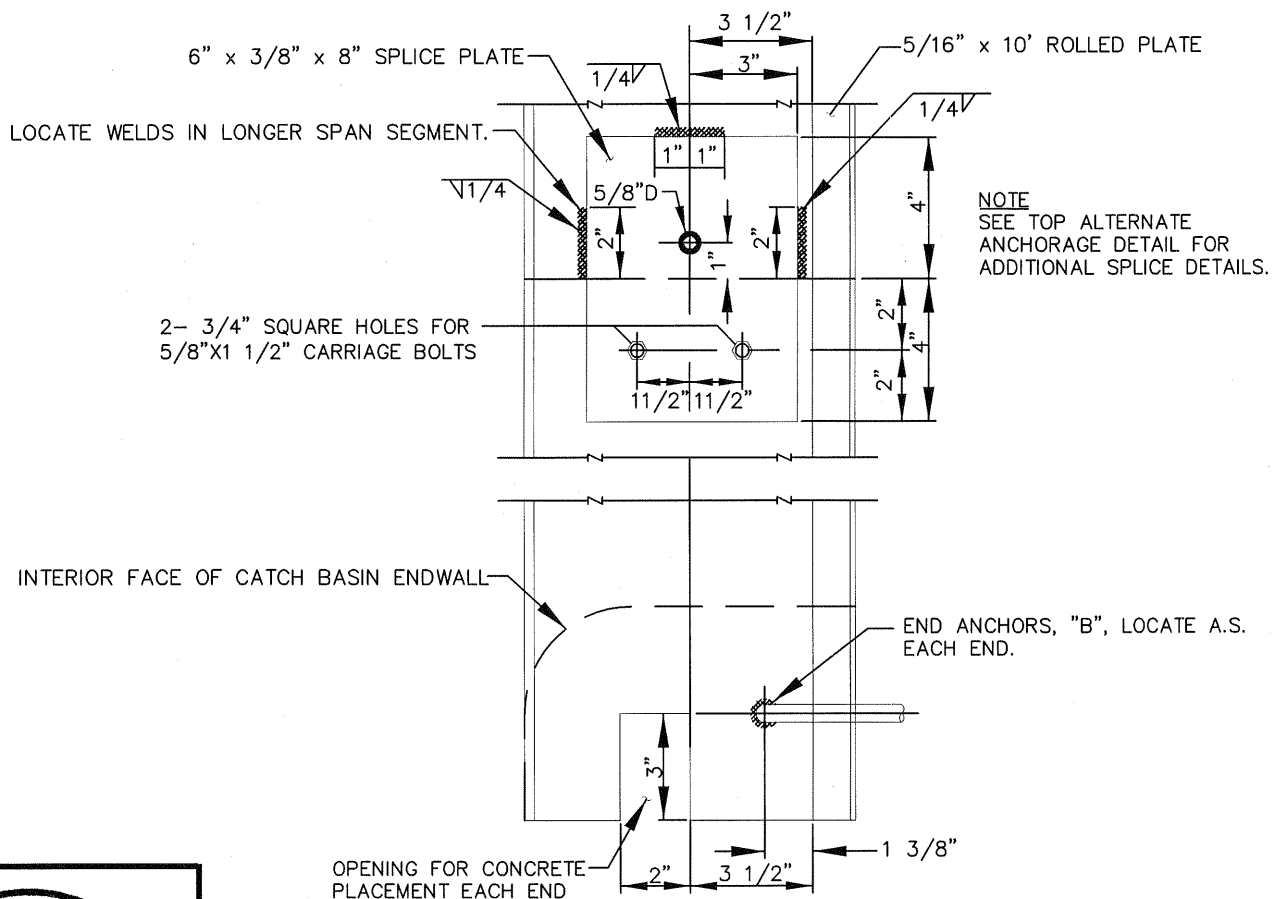 3 1/2"
6" x 3/8" x 8" SPLICE PLATE
5/16" x 10' ROLLED PLATE
1/4
3"
1/4
LOCATE WELDS IN LONGER SPAN SEGMENT.
1" 1"
1/4
5/8"D
4"
2"
2"
1"
NOTE
SEE TOP ALTERNATE
ANCHORAGE DETAIL FOR
ADDITIONAL SPLICE DETAILS.
2- 3/4" SQUARE HOLES FOR
5/8"X1 1/2" CARRIAGE BOLTS
2"
4"
2"
11/2" 11/2"
INTERIOR FACE OF CATCH BASIN ENDWALL
END ANCHORS, "B", LOCATE A.S.
EACH END.
3"
1 3/8"
OPENING FOR CONCRETE
PLACEMENT EACH END
2"
3 1/2"